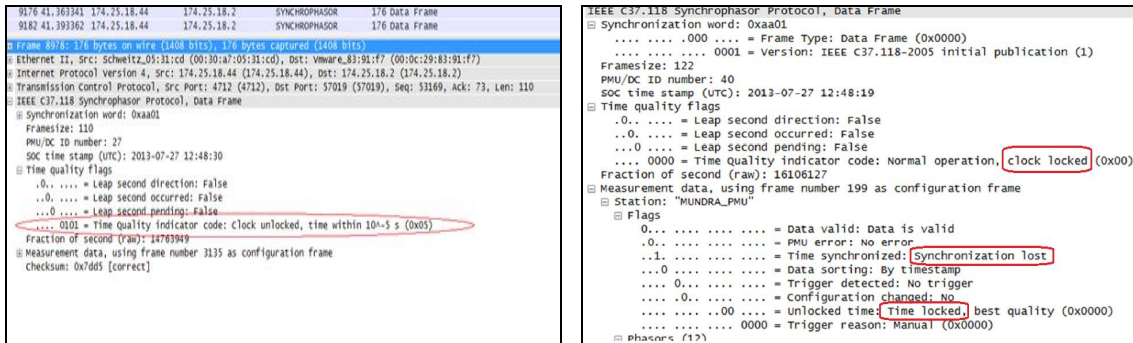 9176 41.363341 174.25.18.44 174.25.18.2 SYNCHROPHASOR 176 Data Frame
9182 41.393362 174.25.18.44 174.25.18.2 SYNCHROPHASOR 176 Data Frame
Frame 8978: 176 bytes on wire (1408 bits), 176 bytes captured (1408 bits)
Ethernet II, Src: Schweitz_05:31:cd (00:30:a7:05:31:cd), Dst: Vmware_83:91:f7 (00:0c:29:83:91:f7)
Internet Protocol Version 4, Src: 174.25.18.44 (174.25.18.44), Dst: 174.25.18.2 (174.25.18.2)
Transmission Control Protocol, Src Port: 4712 (4712), Dst Port: 57019 (57019), Seq: 53169, Ack: 73, Len: 110
IEEE C37.118 Synchrophasor Protocol, Data Frame
Synchronization word: 0xaa01
Framesize: 110
PMU/DC ID number: 27
SOC time stamp (UTC): 2013-07-27 12:48:30
Time quality flags
.0.. .... = Leap second direction: False
..0. .... = Leap second occurred: False
...0 .... = Leap second pending: False
.... 0101 = Time Quality indicator code: Clock unlocked, time within 10^-5 s (0x05)
Fraction of second (raw): 14763949
Measurement data, using frame number 3135 as configuration frame
Checksum: 0x7dd5 [correct]
IEEE C37.118 Synchrophasor Protocol, Data Frame
Synchronization word: 0xaa01
.... .... .000 .... = Frame Type: Data Frame (0x0000)
.... .... .... 0001 = Version: IEEE C37.118-2005 initial publication (1)
Framesize: 122
PMU/DC ID number: 40
SOC time stamp (UTC): 2013-07-27 12:48:19
Time quality flags
.0.. .... = Leap second direction: False
..0. .... = Leap second occurred: False
...0 .... = Leap second pending: False
.... 0000 = Time Quality indicator code: Normal operation, clock locked (0x00)
Fraction of second (raw): 16106127
Measurement data, using frame number 199 as configuration frame
Station: "MUNDRA_PMU"
Flags
0... .... .... .... = Data valid: Data is valid
.0.. .... .... .... = PMU error: No error
..1. .... .... .... = Time synchronized: Synchronization lost
...0 .... .... .... = Data sorting: By timestamp
.... 0... .... .... = Trigger detected: No trigger
.... .0.. .... .... = Configuration changed: No
.... .... ..00 .... = Unlocked time: Time locked, best quality (0x0000)
.... .... .... 0000 = Trigger reason: Manual (0x0000)
Phasors (12)